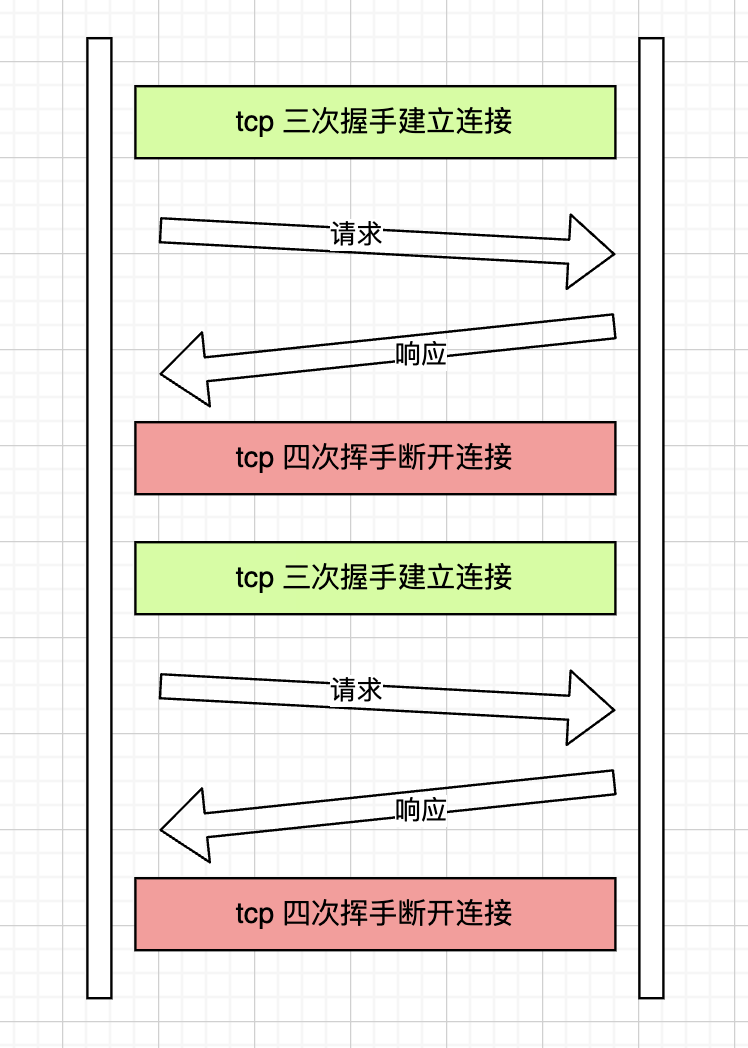 tcp 三次握手建立连接
请求
响应
tcp 四次挥手断开连接
tcp 三次握手建立连接
请求
响应
tcp 四次挥手断开连接